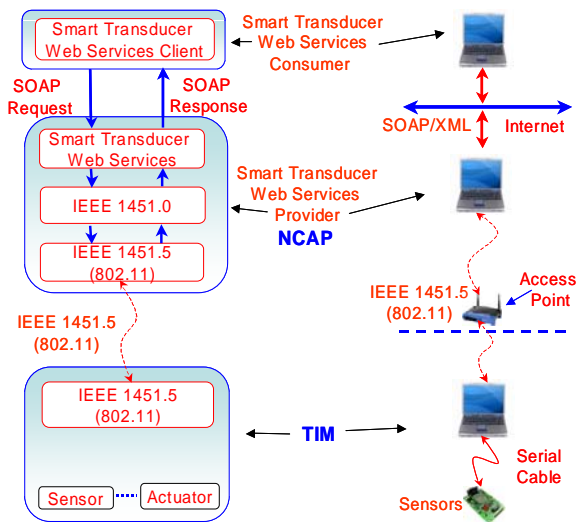 Smart Transducer
Web Services Client
Smart Transducer
Web Services
Consumer
SOAP
Request
SOAP
Response
SOAP/XML
Internet
Smart Transducer
Web Services
IEEE 1451.0
IEEE 1451.5
(802.11)
Smart Transducer
Web Services
Provider
NCAP
IEEE 1451.5
(802.11)
Access
Point
IEEE 1451.5
(802.11)
IEEE 1451.5
(802.11)
TIM
Serial
Cable
Sensor
Actuator
Sensors